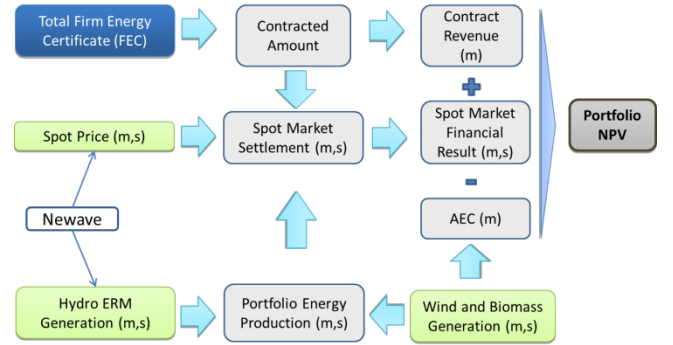 Total Firm Energy
Certificate (FEC)
Contracted
Amount
Contract
Revenue
(m)
+
Spot Price (m,s)
Spot Market
Settlement (m,s)
Spot Market
Financial
Result (m,s)
Portfolio
NPV
-
AEC (m)
Newave
Hydro ERM
Generation (m,s)
Portfolio Energy
Production (m,s)
Wind and Biomass
Generation (m,s)